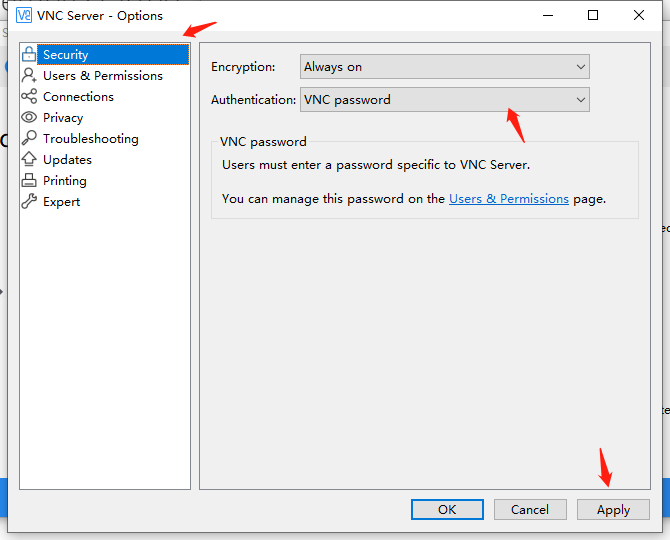 VNC Server - Options
Security
Users & Permissions
Connections
Privacy
Troubleshooting
Updates
Printing
Expert
Encryption: Always on
Authentication: VNC password
VNC password
Users must enter a password specific to VNC Server.
You can manage this password on the Users & Permissions page.
OK Cancel Apply